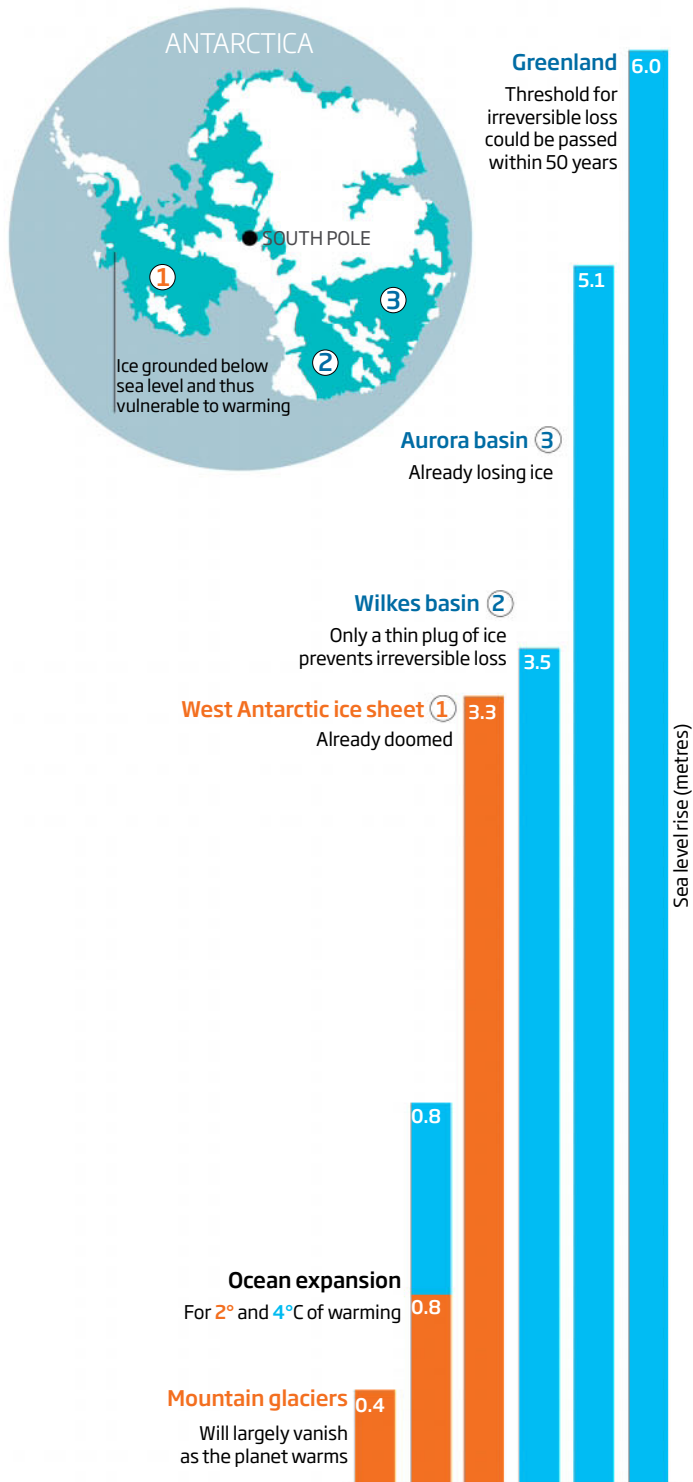 ANTARCTICA
SOUTH POLE
1
3
2
Ice grounded below
sea level and thus
vulnerable to warming
Greenland
6.0
Threshold for
irreversible loss
could be passed
within 50 years
5.1
Aurora basin 3
Already losing ice
Wilkes basin 2
Only a thin plug of ice
prevents irreversible loss
3.5
West Antarctic ice sheet 1
3.3
Already doomed
Sea level rise (metres)
0.8
Ocean expansion
For 2° and 4°C of warming
0.8
Mountain glaciers
0.4
Will largely vanish
as the planet warms